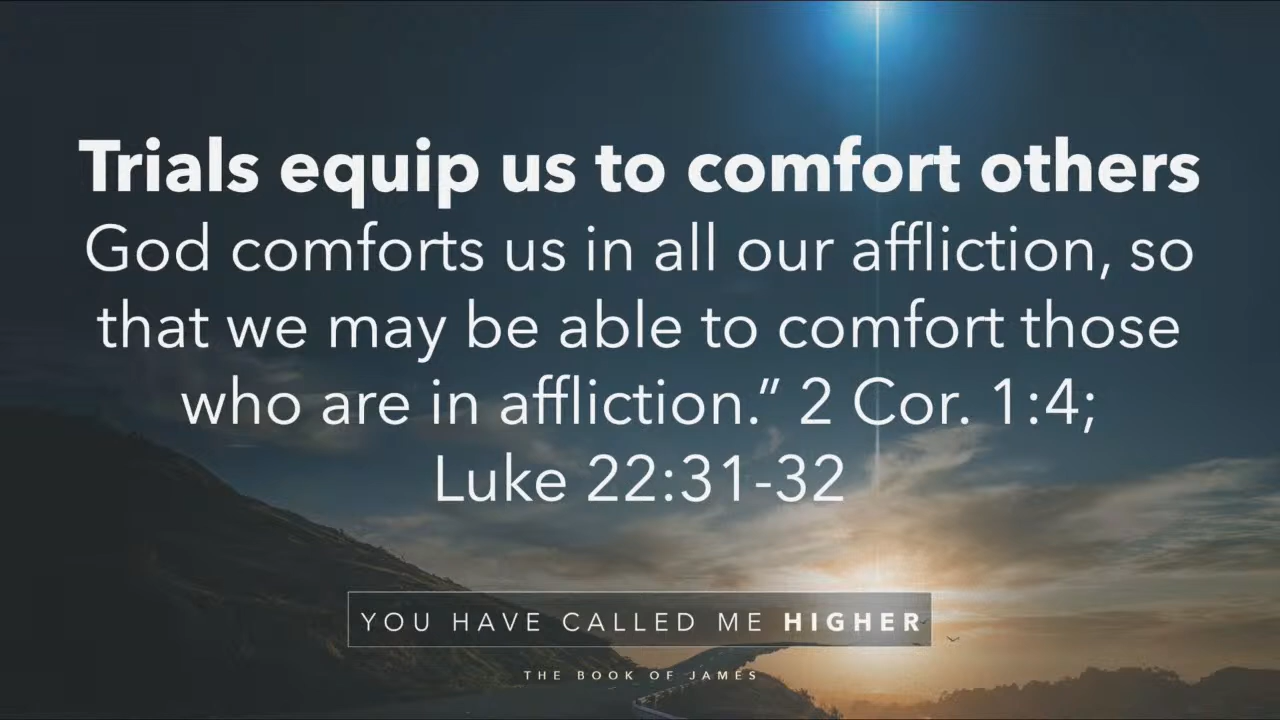 Trials equip us to comfort others
God comforts us in all our affliction, so
that we may be able to comfort those
who are in affliction.” 2 Cor. 1:4;
Luke 22:31-32
YOU HAVE CALLED ME HIGHER
THE BOOK OF JAMES